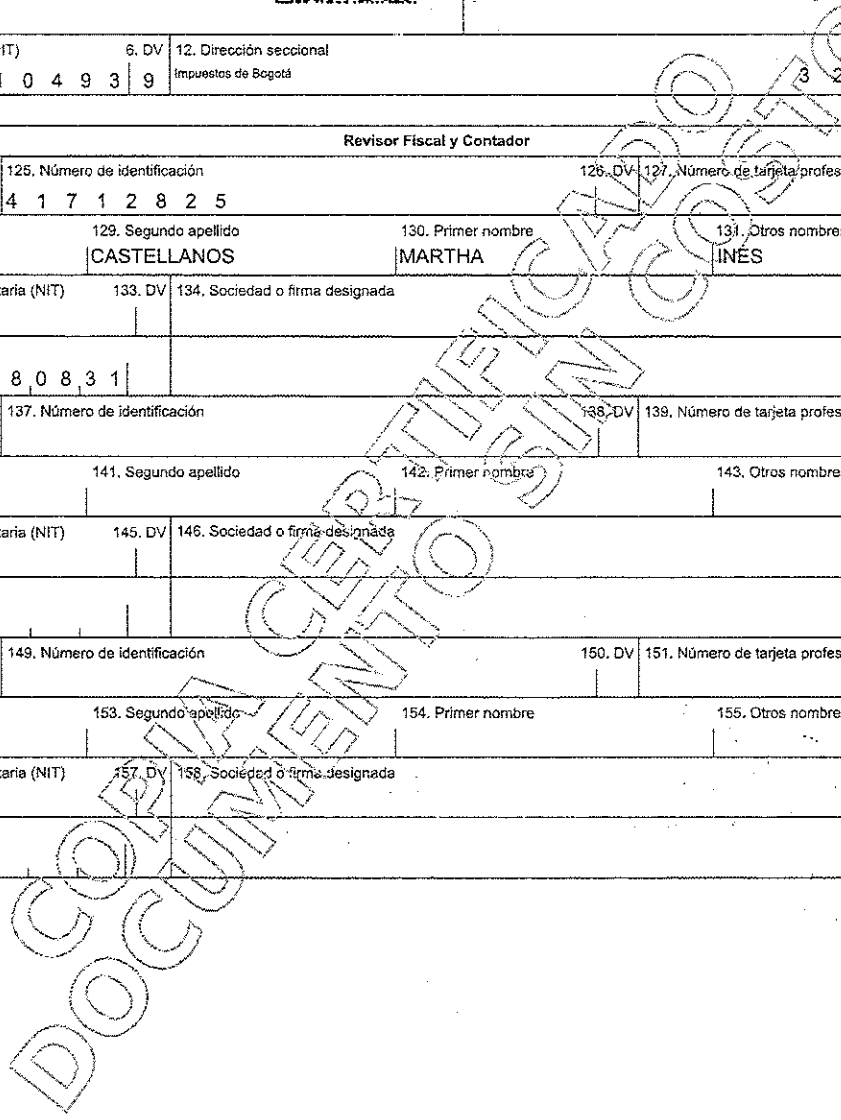 IT) 6. DV 12. Dirección seccional
0 4 9 3 9 Impuestos de Bogotá 3 2
Revisor Fiscal y Contador
125. Número de identificación 126. DV 127. Número de tarjeta profes
4 1 7 1 2 8 2 5
129. Segundo apellido 130. Primer nombre 131. Otros nombre
CASTELLANOS MARTHA INES
taria (NIT) 133. DV 134. Sociedad o firma designada
8 0 8 3 1
137. Número de identificación 138. DV 139. Número de tarjeta profes
141. Segundo apellido 142. Primer nombre 143. Otros nombre
taria (NIT) 145. DV 146. Sociedad o firma designada
149. Número de identificación 150. DV 151. Número de tarjeta profes
153. Segundo apellido 154. Primer nombre 155. Otros nombre
taria (NIT) 157. DV 158. Sociedad o firma designada
COPIA CERTIFICADO
DOCUMENTO SIN COSTO